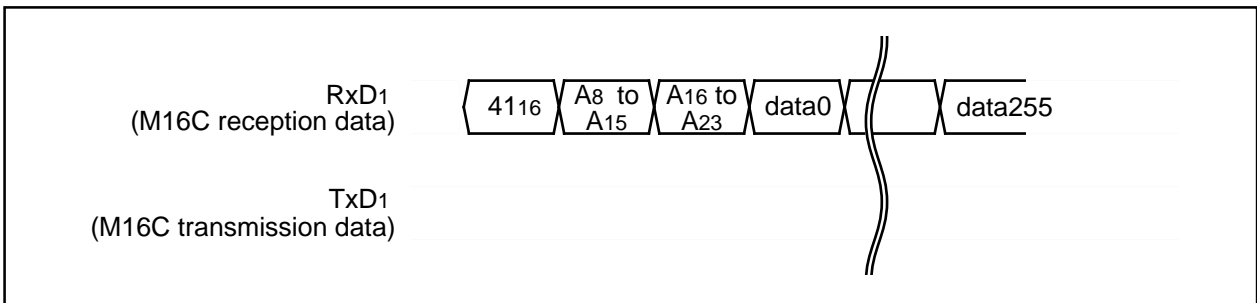 RxD1
(M16C reception data)
4116
A8 to
A15
A16 to
A23
data0
data255
TxD1
(M16C transmission data)